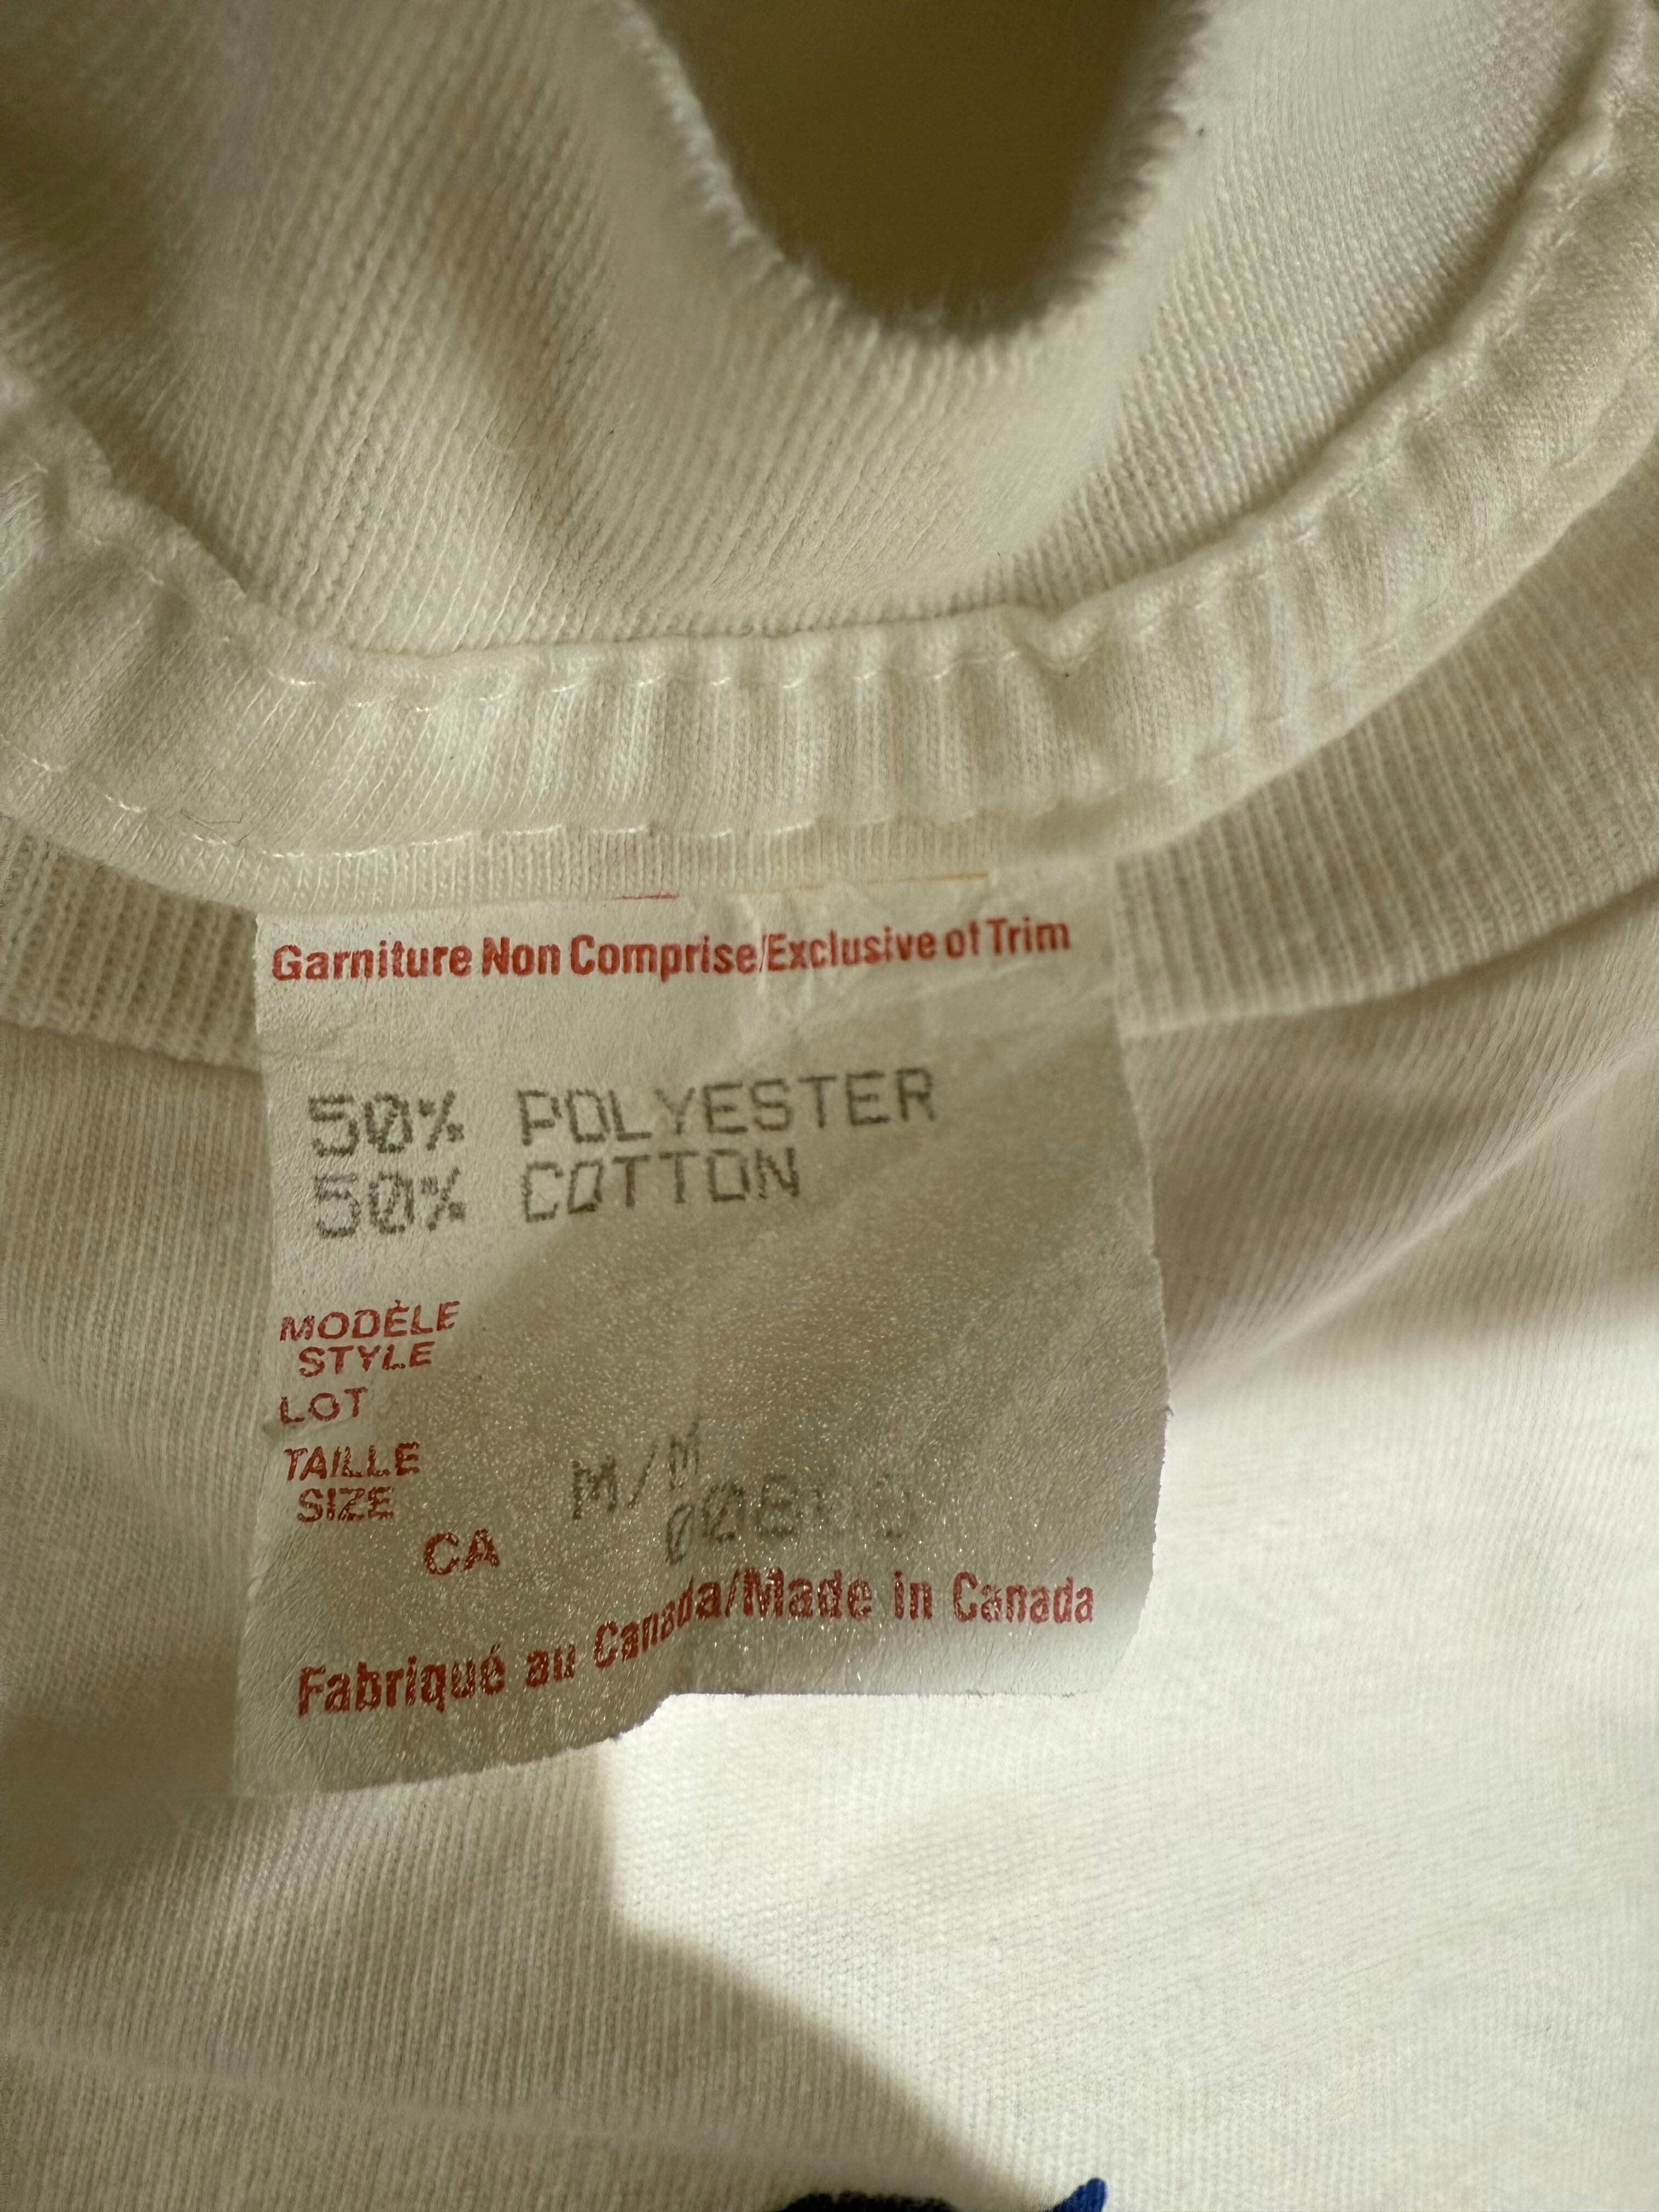 Garniture Non Comprise/Exclusive of Trim
50% POLYESTER
50% COTTON
MODÈLE
STYLE
LOT
TAILLE
SIZE
M/M
CA
Fabriqué au Canada/Made in Canada